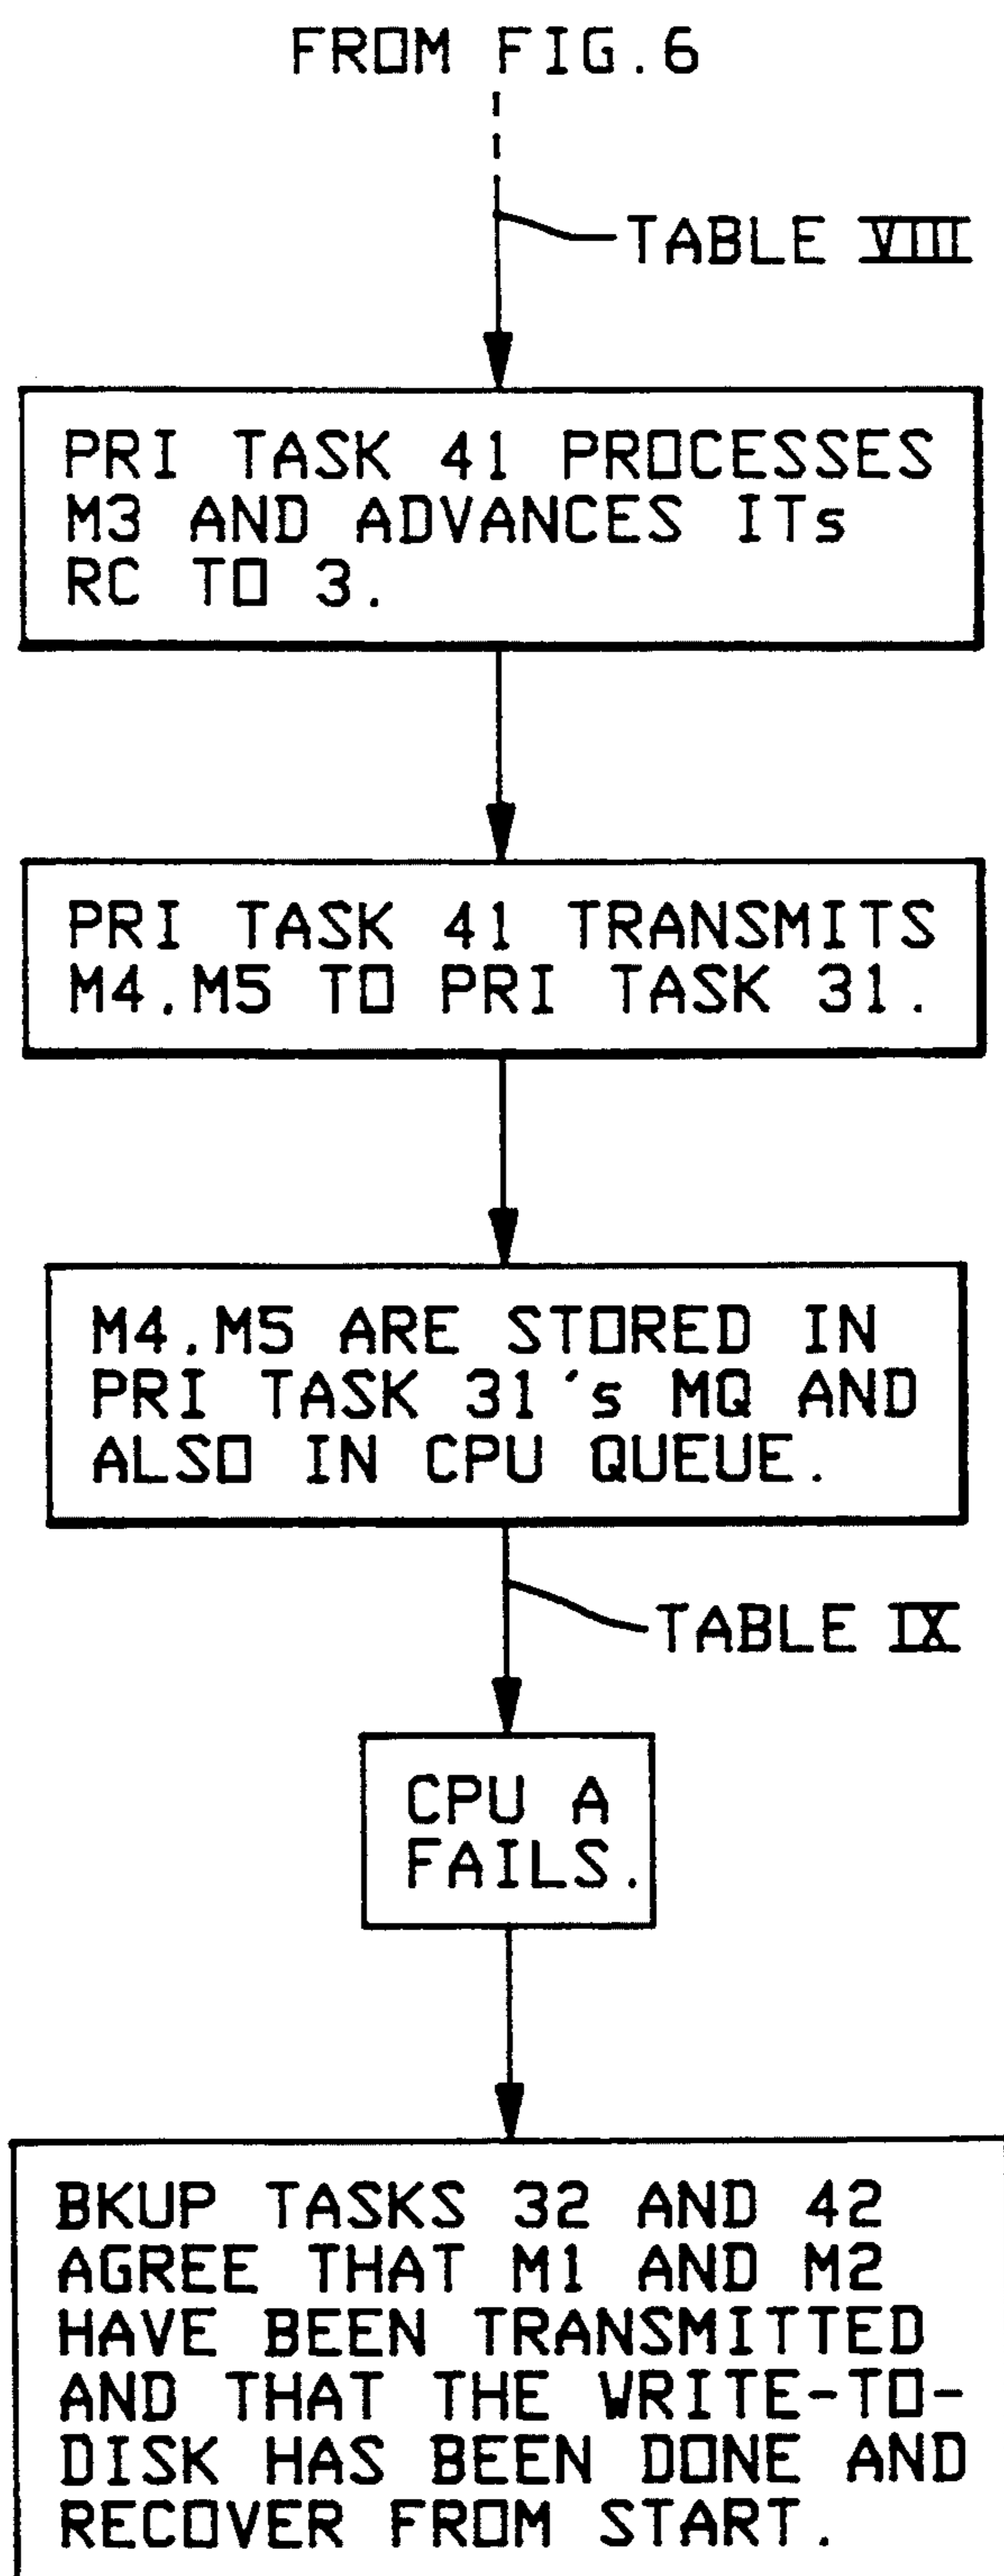 FROM FIG.6
TABLE VIII
PRI TASK 41 PROCESSES
M3 AND ADVANCES ITs
RC TO 3.
PRI TASK 41 TRANSMITS
M4,M5 TO PRI TASK 31.
M4,M5 ARE STORED IN
PRI TASK 31's MQ AND
ALSO IN CPU QUEUE.
TABLE IX
CPU A
FAILS.
BKUP TASKS 32 AND 42
AGREE THAT M1 AND M2
HAVE BEEN TRANSMITTED
AND THAT THE WRITE-TO-
DISK HAS BEEN DONE AND
RECOVER FROM START.